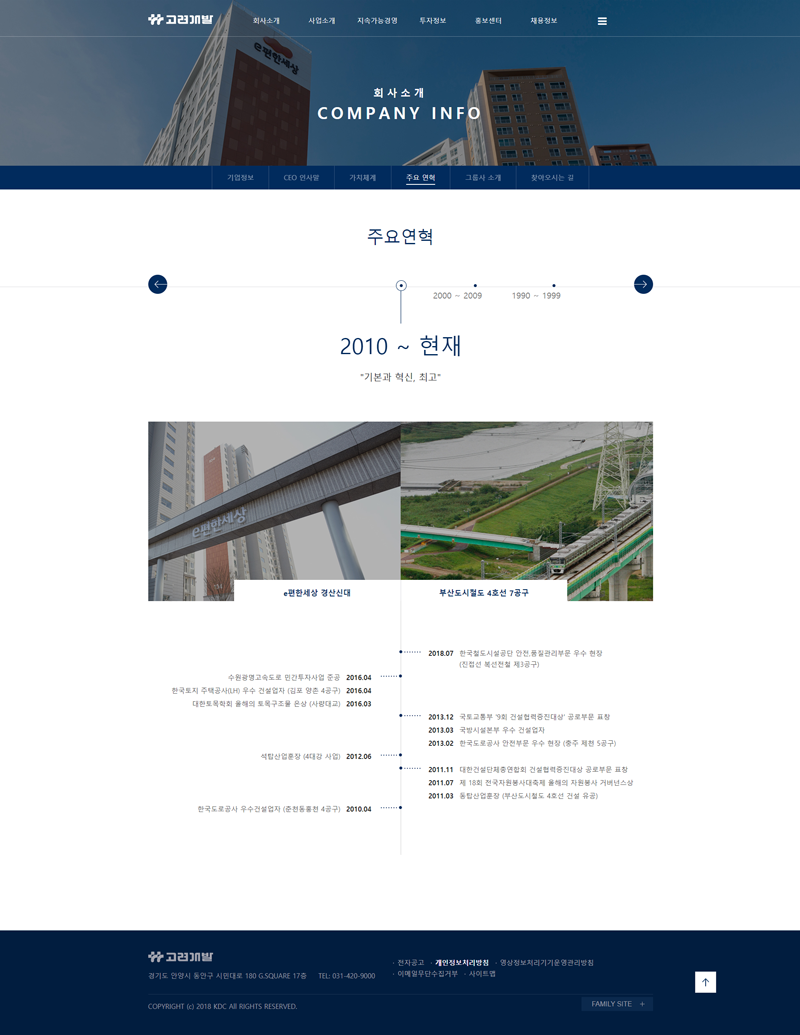 고려개발
회사소개 사업소개 지속가능경영 투자정보 홍보센터 채용정보
e편한세상
회사소개
COMPANY INFO
기업정보 CEO 인사말 가치체계 주요 연혁 그룹사 소개 찾아오시는 길
주요연혁
2000 ~ 2009 1990 ~ 1999
2010 ~ 현재
"기본과 혁신, 최고"
e편한세상
e편한세상 경산신대 부산도시철도 4호선 7공구
2018.07 한국철도시설공단 안전,품질관리부문 우수 현장
(진접선 복선전철 제3공구)
수원광명고속도로 민간투자사업 준공 2016.04
한국토지 주택공사(LH) 우수 건설업자 (김포 양촌 4공구) 2016.04
대한토목학회 올해의 토목구조물 은상 (사랑대교) 2016.03
2013.12 국토교통부 '9회 건설협력증진대상' 공로부문 표창
2013.03 국방시설본부 우수 건설업자
2013.02 한국도로공사 안전부문 우수 현장 (충주 제천 5공구)
석탑산업훈장 (4대강 사업) 2012.06
2011.11 대한건설단체총연합회 건설협력증진대상 공로부문 표창
2011.07 제 18회 전국자원봉사대축제 올해의 자원봉사 거버넌스상
2011.03 동탑산업훈장 (부산도시철도 4호선 건설 유공)
한국도로공사 우수건설업자 (춘천동홍천 4공구) 2010.04
고려개발
경기도 안양시 동안구 시민대로 180 G.SQUARE 17층 TEL: 031-420-9000
· 전자공고 · 개인정보처리방침 · 영상정보처리기기운영관리방침
· 이메일무단수집거부 · 사이트맵
COPYRIGHT (c) 2018 KDC All RIGHTS RESERVED.
FAMILY SITE +